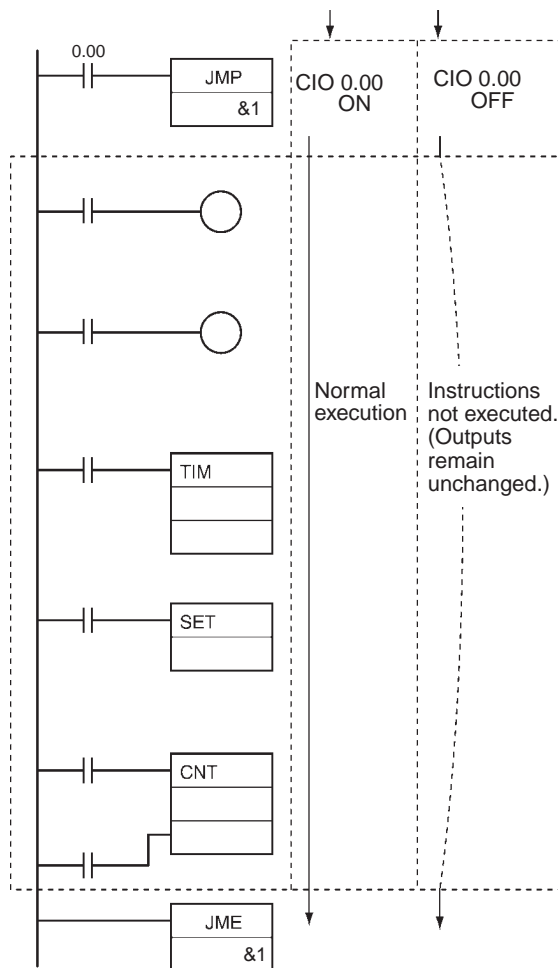 0.00
JMP
&1
CIO 0.00
ON
CIO 0.00
OFF
Normal
execution
Instructions
not executed.
(Outputs
remain
unchanged.)
TIM
SET
CNT
JME
&1